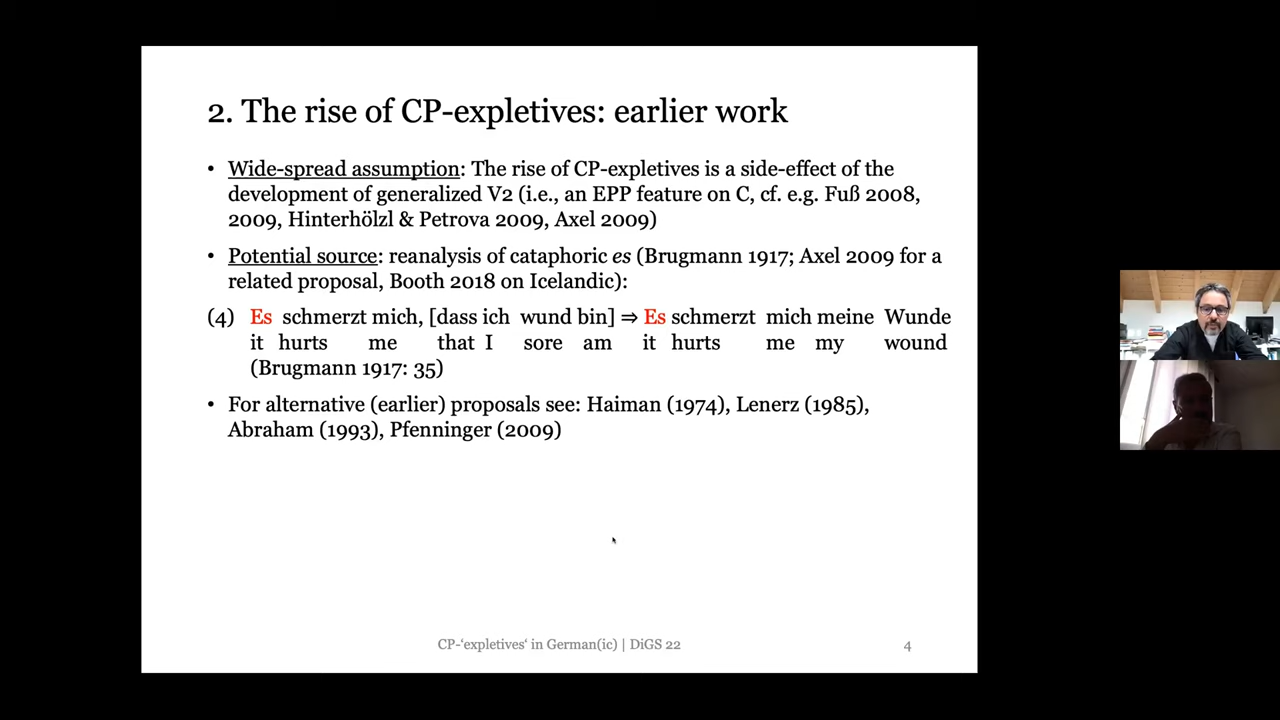 2. The rise of CP-expletives: earlier work
• Wide-spread assumption: The rise of CP-expletives is a side-effect of the
development of generalized V2 (i.e., an EPP feature on C, cf. e.g. Fuß 2008,
2009, Hinterhölzl & Petrova 2009, Axel 2009)
• Potential source: reanalysis of cataphoric es (Brugmann 1917; Axel 2009 for a
related proposal, Booth 2018 on Icelandic):
(4) Es schmerzt mich, [dass ich wund bin] ⇒ Es schmerzt mich meine Wunde
it hurts me that I sore am it hurts me my wound
(Brugmann 1917: 35)
• For alternative (earlier) proposals see: Haiman (1974), Lenerz (1985),
Abraham (1993), Pfenninger (2009)
CP-‘expletives‘ in German(ic) | DiGS 22
4